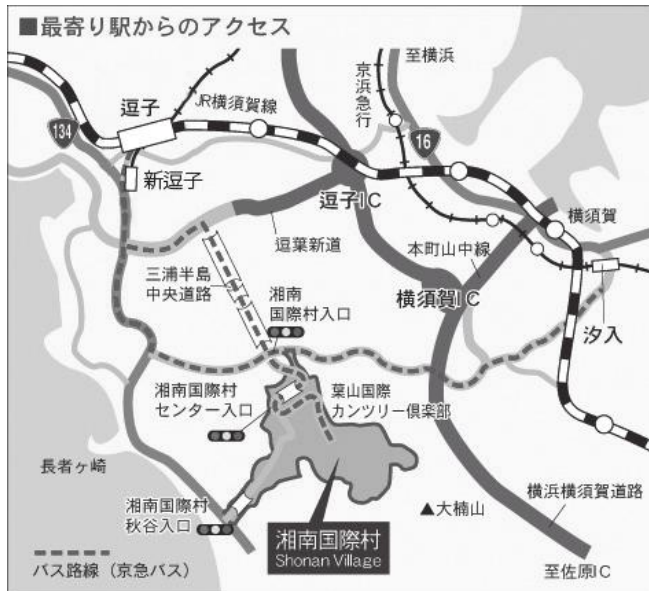 ■最寄り駅からのアクセス
至横浜
京浜急行
JR横須賀線
逗子
134
16
新逗子
逗子IC
横須賀
逗葉新道
本町山中線
三浦半島
中央道路
湘南
国際村入口
横須賀IC
汐入
湘南国際村
センター入口
葉山国際
カンツリー倶楽部
長者ヶ崎
湘南国際村
秋谷入口
横浜横須賀道路
▲大楠山
湘南国際村
Shonan Village
バス路線（京急バス）
至佐原IC